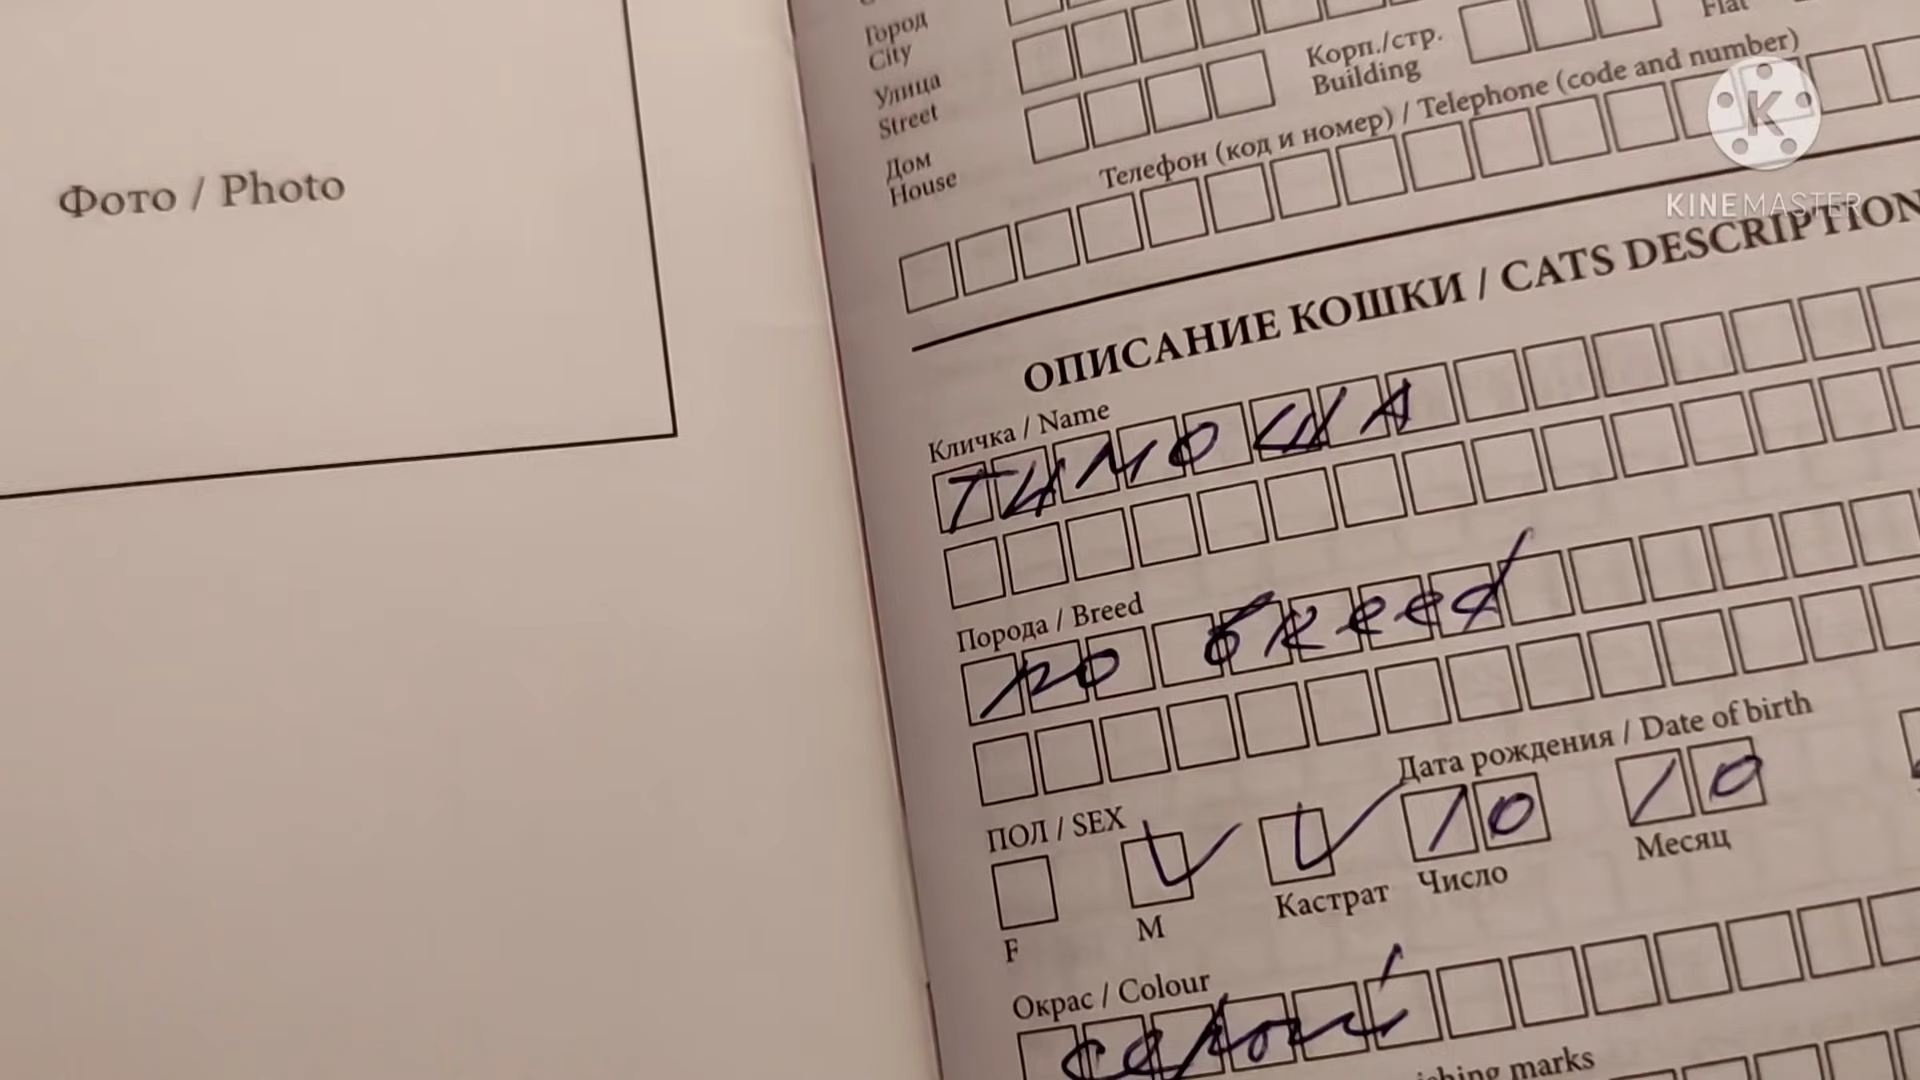 Фото / Photo
Город
City
Улица
Street
Дом
House
Корп./стр.
Building
Flat
Телефон (код и номер) / Telephone (code and number)
KINEMASTER
ОПИСАНИЕ КОШКИ / CATS DESCRIPTION
Кличка / Name
ТИМОША
Порода / Breed
no breed
ПОЛ / SEX
F
M
Кастрат
Дата рождения / Date of birth
10
10
Число
Месяц
Окрас / Colour
серый
marks